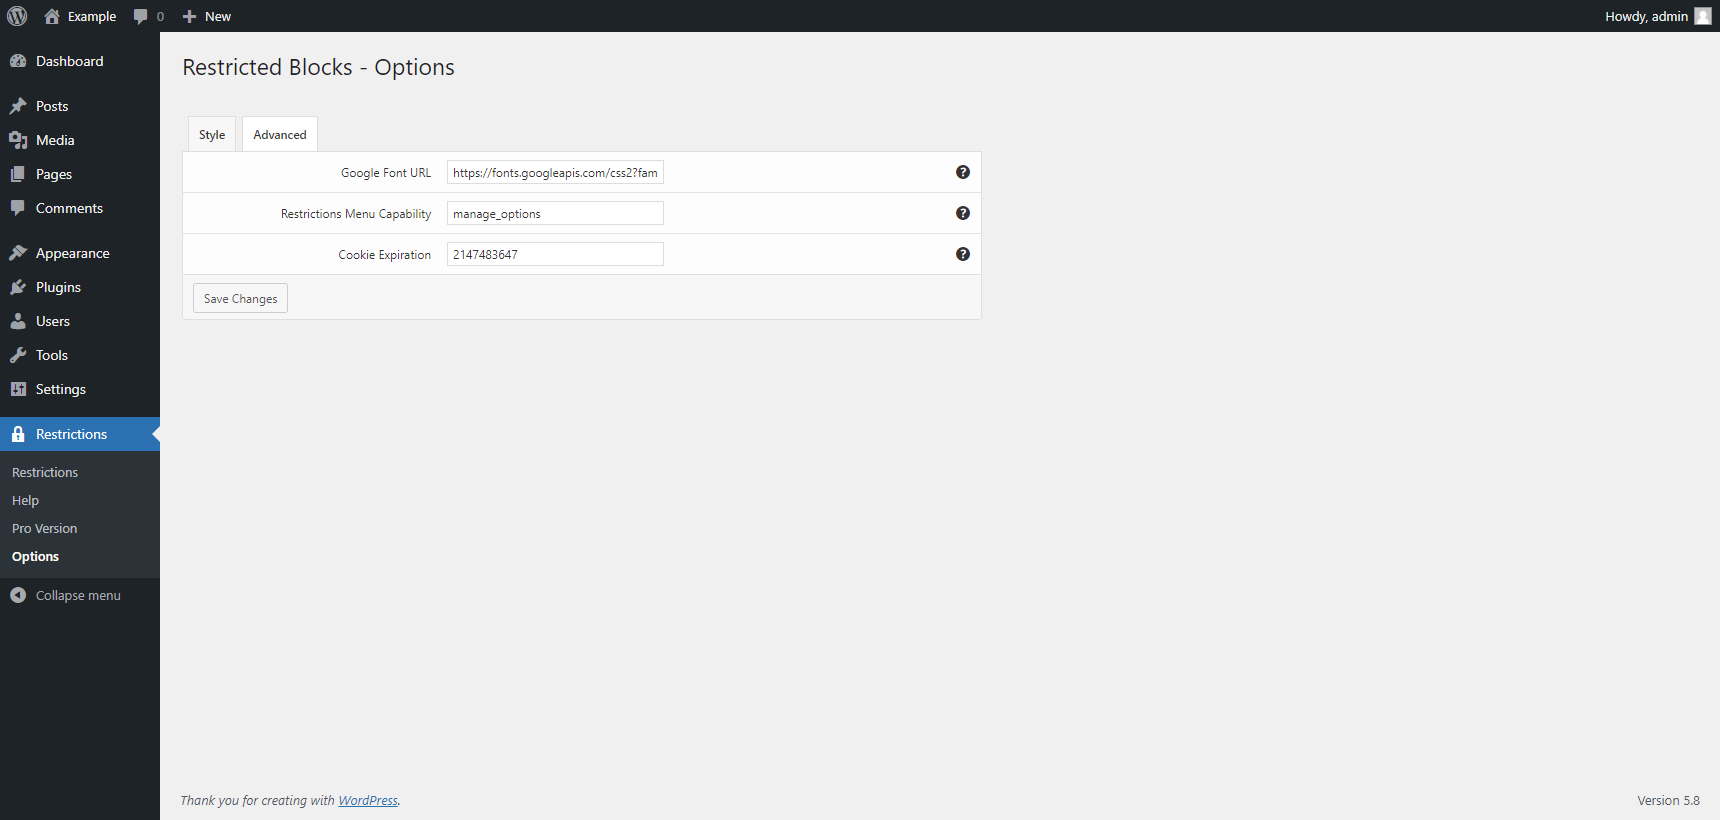 Example 0 New Howdy, admin
Dashboard
Posts
Media
Pages
Comments
Appearance
Plugins
Users
Tools
Settings
Restrictions
Restrictions
Help
Pro Version
Options
Collapse menu
Restricted Blocks - Options
Style Advanced
Google Font URL https://fonts.googleapis.com/css2?fam
Restrictions Menu Capability manage_options
Cookie Expiration 2147483647
Save Changes
Thank you for creating with WordPress. Version 5.8